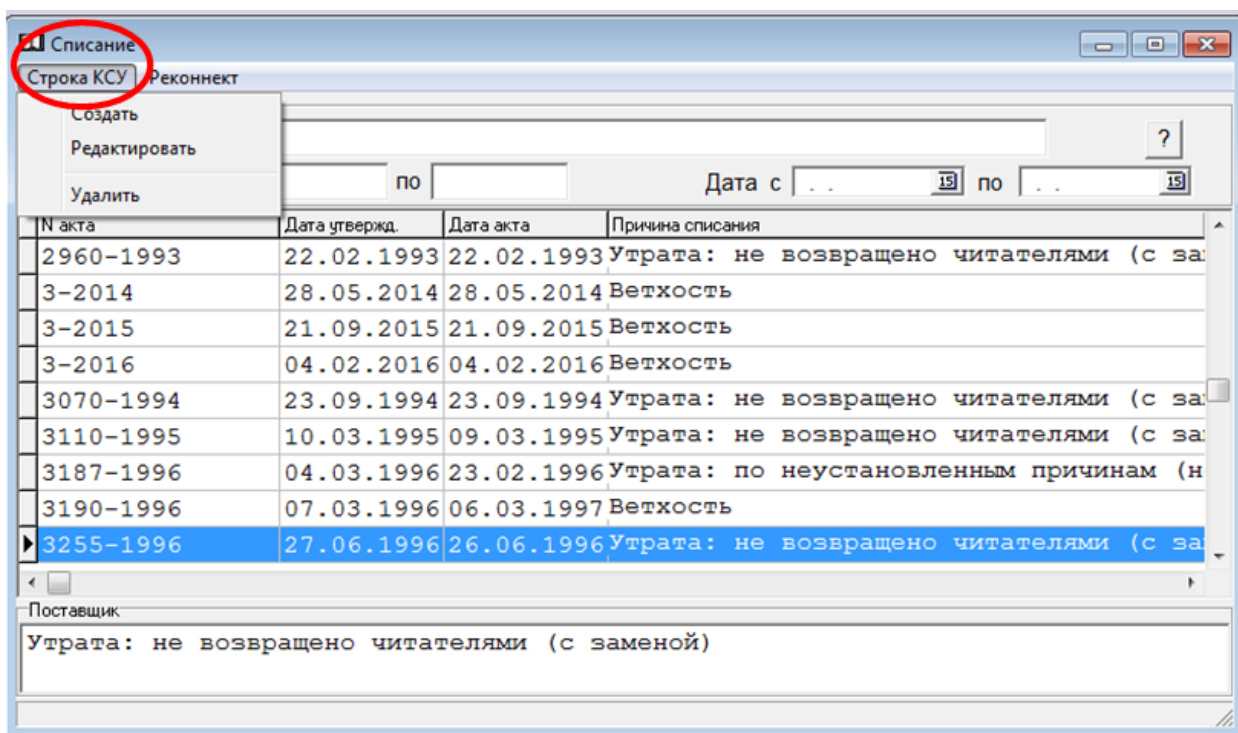 Списание
Строка КСУ Реконнект
Создать
Редактировать
Удалить
?
по Дата с . . 15 по . . 15
N акта Дата утвержд. Дата акта Причина списания
2960-1993 22.02.1993 22.02.1993 Утрата: не возвращено читателями (с за
3-2014 28.05.2014 28.05.2014 Ветхость
3-2015 21.09.2015 21.09.2015 Ветхость
3-2016 04.02.2016 04.02.2016 Ветхость
3070-1994 23.09.1994 23.09.1994 Утрата: не возвращено читателями (с за
3110-1995 10.03.1995 09.03.1995 Утрата: не возвращено читателями (с за
3187-1996 04.03.1996 23.02.1996 Утрата: по неустановленным причинам (н
3190-1996 07.03.1996 06.03.1997 Ветхость
3255-1996 27.06.1996 26.06.1996 Утрата: не возвращено читателями (с за
Поставщик
Утрата: не возвращено читателями (с заменой)